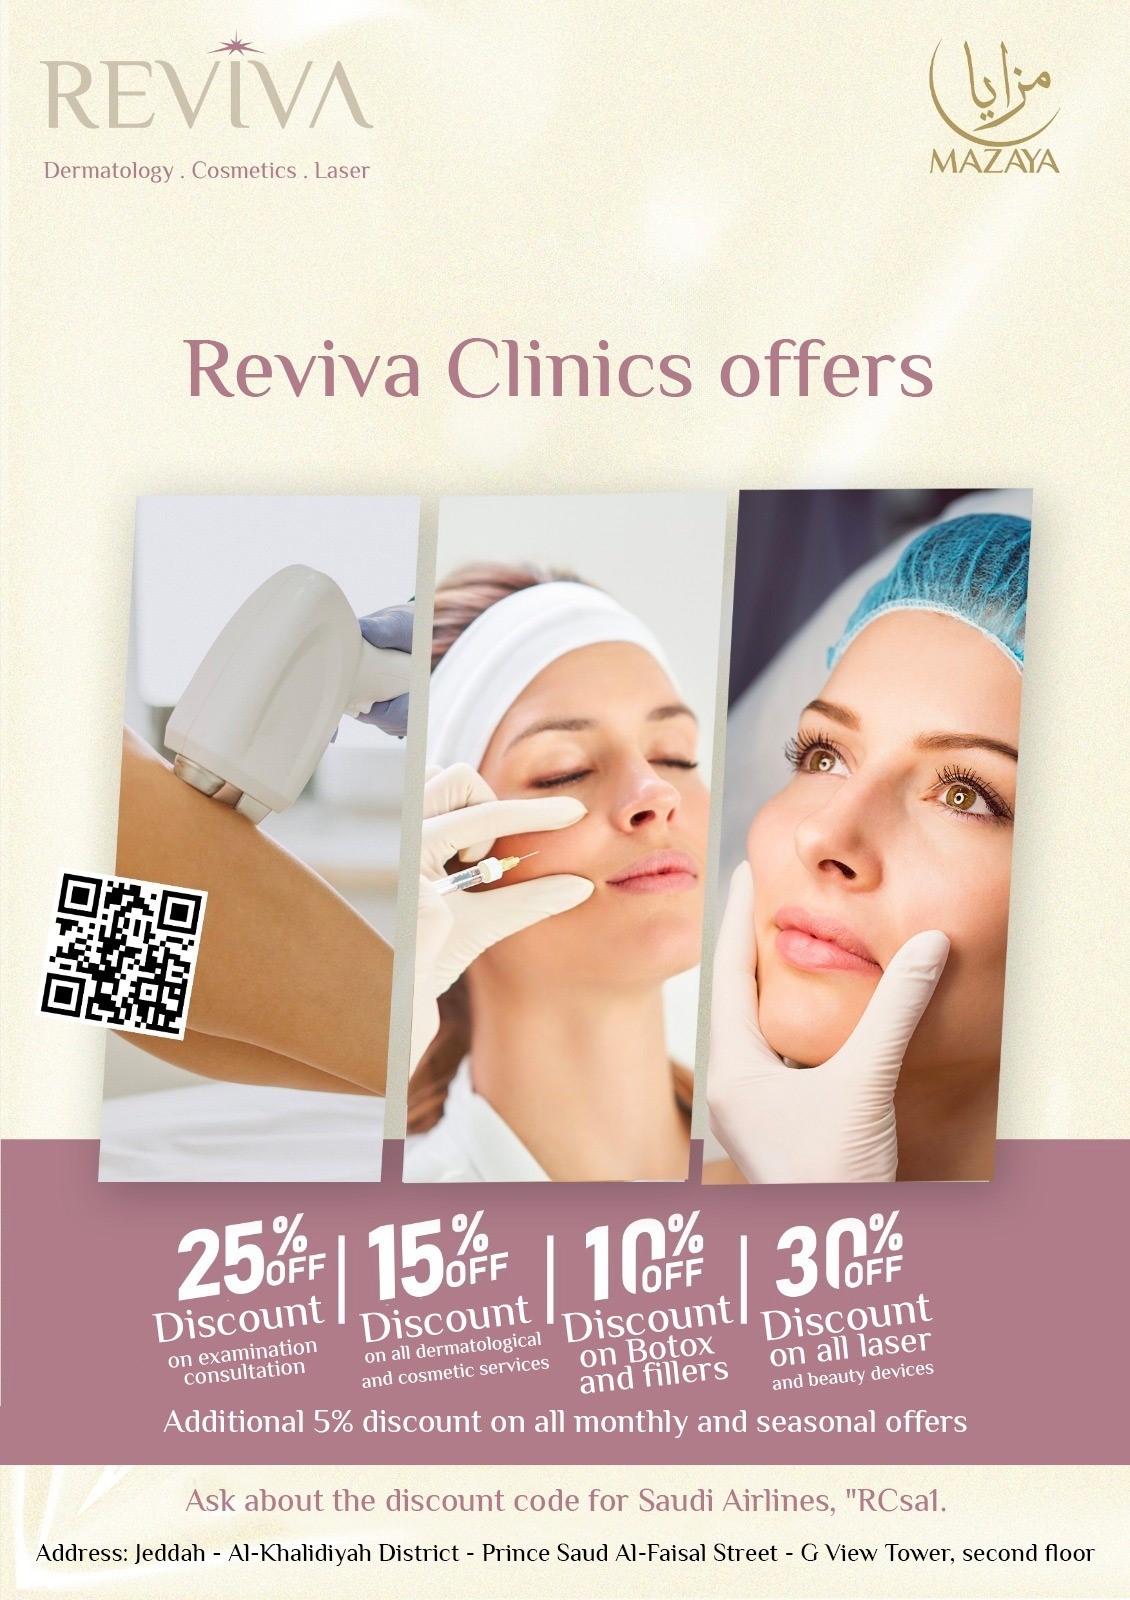 REVIVA
Dermatology . Cosmetics . Laser
مزايا
MAZAYA
Reviva Clinics offers
25% OFF
Discount
on examination
consultation
15% OFF
Discount
on all dermatological
and cosmetic services
10% OFF
Discount
on Botox
and fillers
30% OFF
Discount
on all laser
and beauty devices
Additional 5% discount on all monthly and seasonal offers
Ask about the discount code for Saudi Airlines, "RCsa1.
Address: Jeddah - Al-Khalidiyah District - Prince Saud Al-Faisal Street - G View Tower, second floor